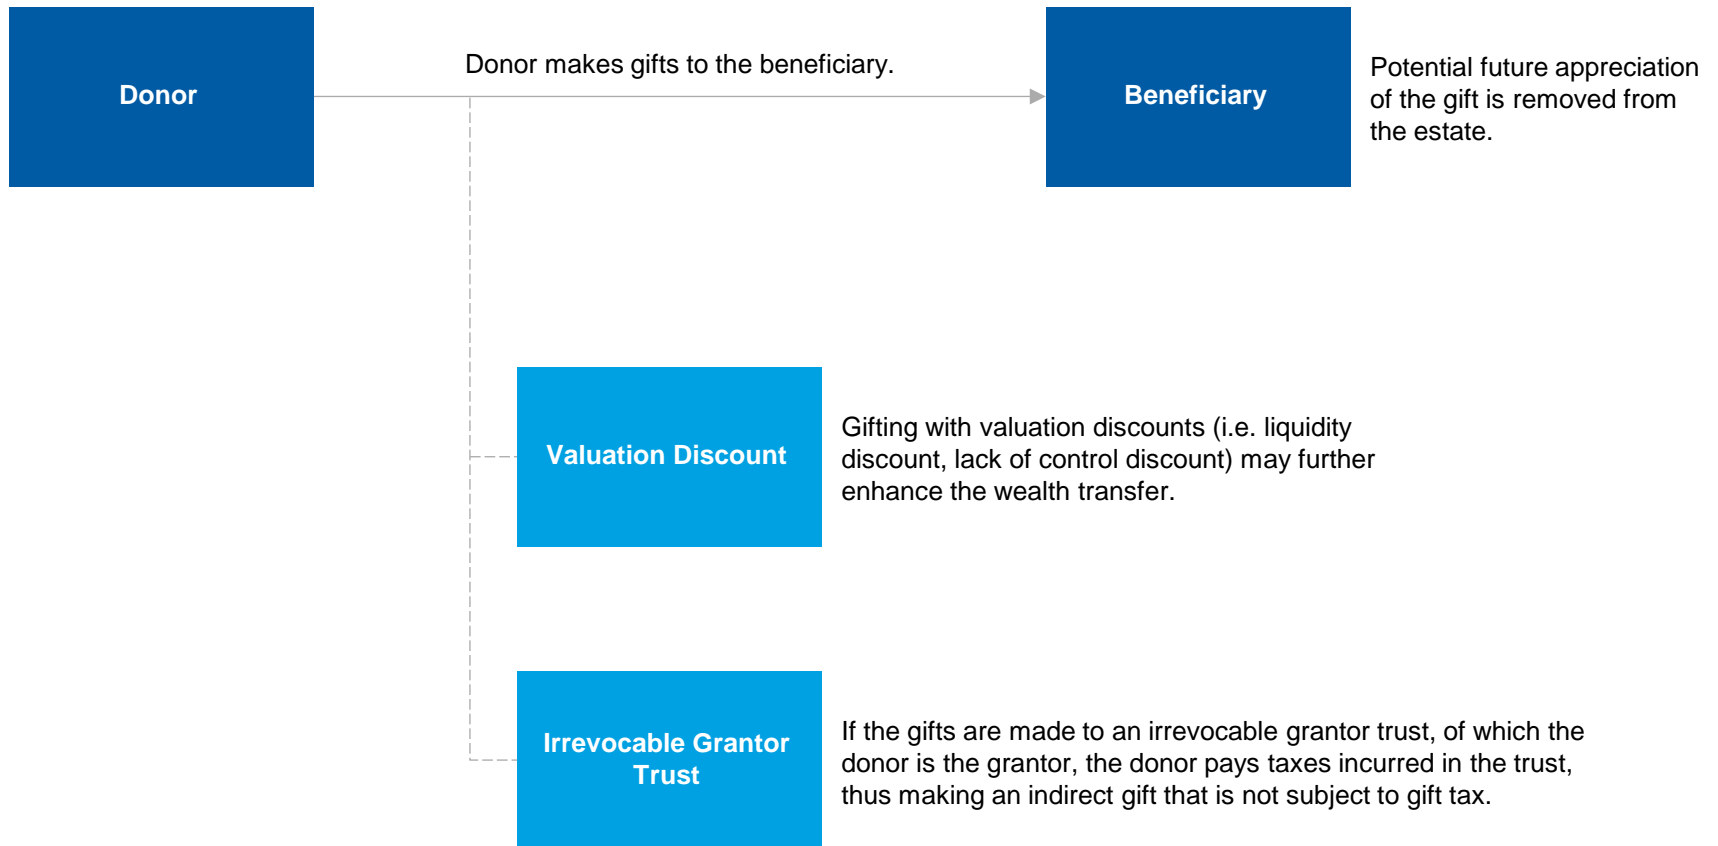 Donor
Donor makes gifts to the beneficiary.
Beneficiary
Potential future appreciation
of the gift is removed from
the estate.
Valuation Discount
Gifting with valuation discounts (i.e. liquidity
discount, lack of control discount) may further
enhance the wealth transfer.
Irrevocable Grantor
Trust
If the gifts are made to an irrevocable grantor trust, of which the
donor is the grantor, the donor pays taxes incurred in the trust,
thus making an indirect gift that is not subject to gift tax.